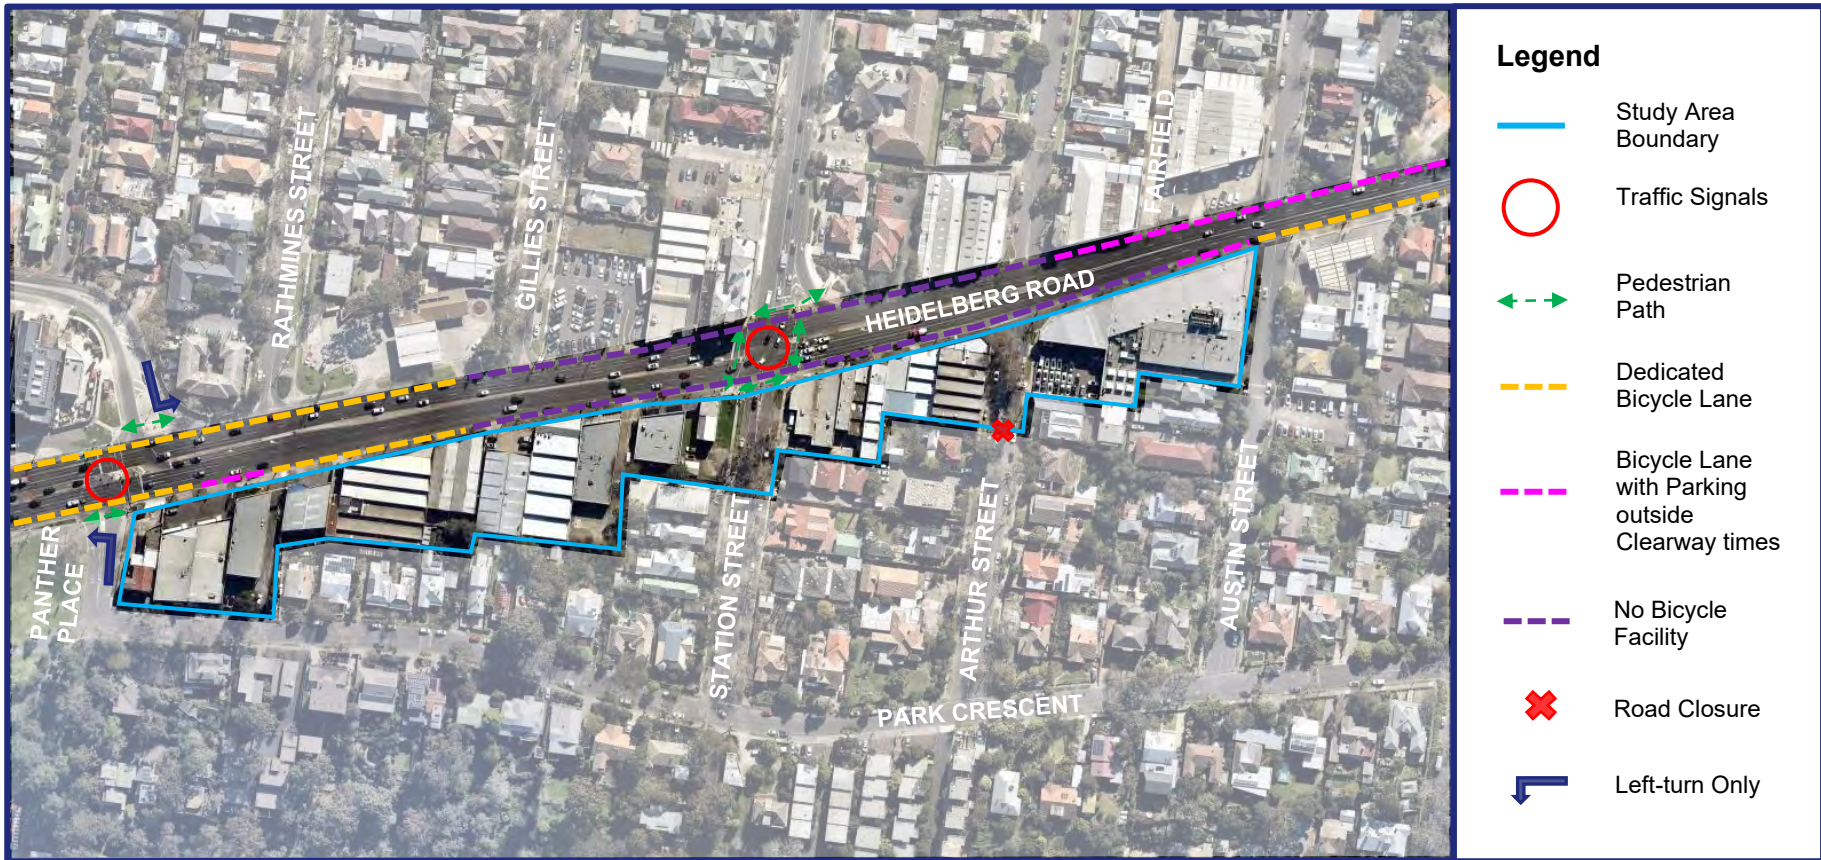 RATHMINES STREET
GILLIES STREET
FAIRFIELD
HEIDELBERG ROAD
PANTHER
PLACE
STATION STREET
ARTHUR STREET
AUSTIN STREET
PARK CRESCENT
Legend
Study Area
Boundary
Traffic Signals
Pedestrian
Path
Dedicated
Bicycle Lane
Bicycle Lane
with Parking
outside
Clearway times
No Bicycle
Facility
Road Closure
Left-turn Only